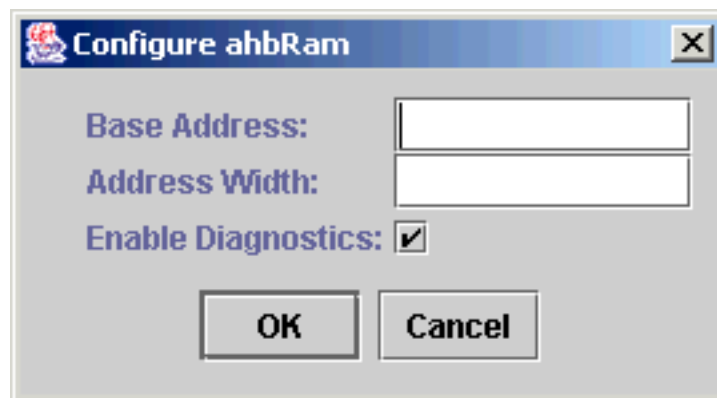 Configure ahbRam
Base Address:
Address Width:
Enable Diagnostics:
OK Cancel